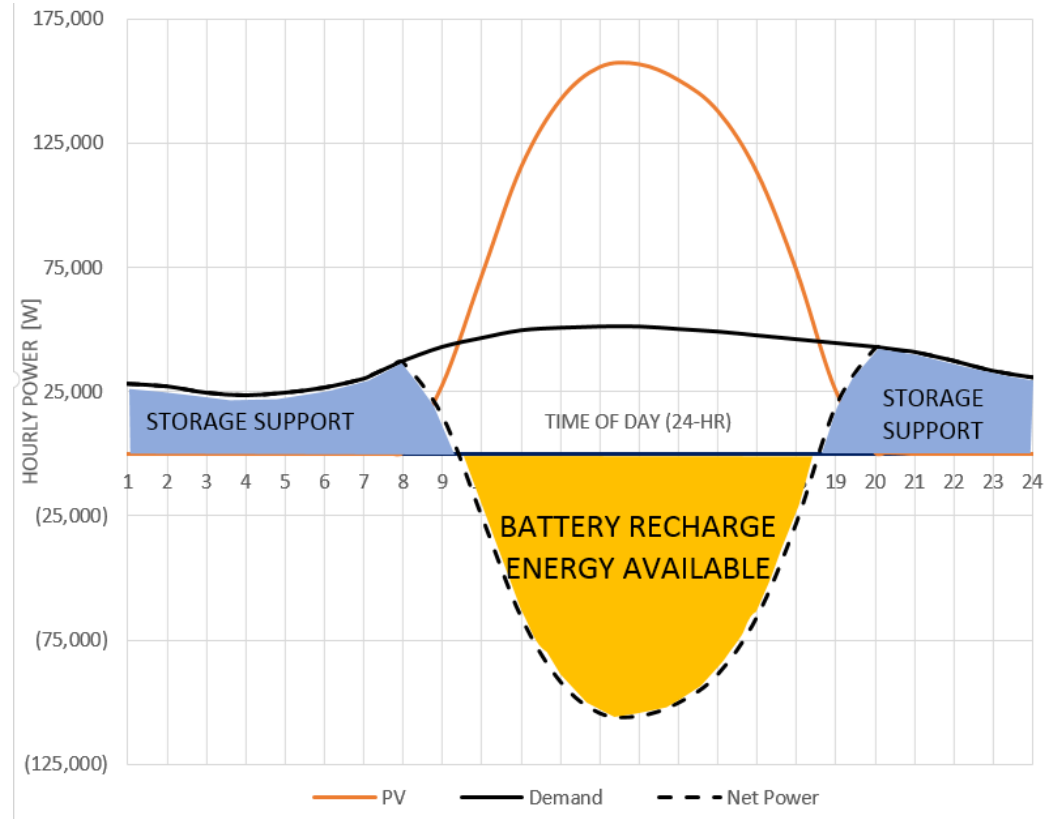 175,000
125,000
75,000
25,000
(25,000)
(75,000)
(125,000)
HOURLY POWER [W]
STORAGE SUPPORT
TIME OF DAY (24-HR)
STORAGE
SUPPORT
1 2 3 4 5 6 7 8 9 19 20 21 22 23 24
BATTERY RECHARGE
ENERGY AVAILABLE
PV Demand Net Power